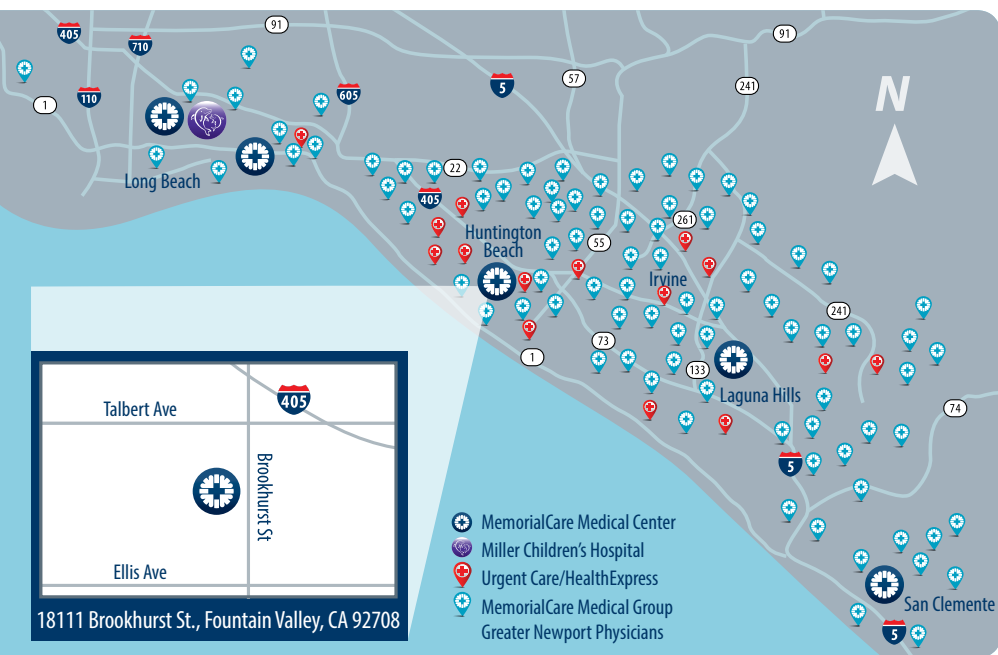 91
405
710
91
5
57
241
1
110
605
N
Long Beach
22
405
261
Huntington
Beach
55
Irvine
241
73
1
133
Laguna Hills
74
5
405
Talbert Ave
Brookhurst St
Ellis Ave
18111 Brookhurst St., Fountain Valley, CA 92708
MemorialCare Medical Center
Miller Children's Hospital
Urgent Care/HealthExpress
MemorialCare Medical Group
Greater Newport Physicians
San Clemente
5